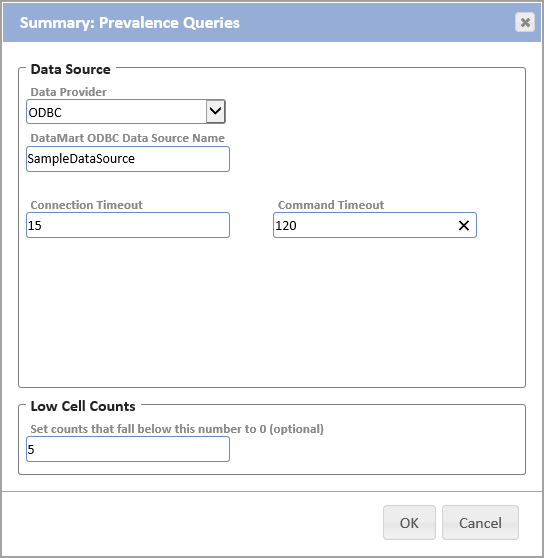 Summary: Prevalence Queries
Data Source
Data Provider
ODBC
DataMart ODBC Data Source Name
SampleDataSource
Connection Timeout Command Timeout
15 120
Low Cell Counts
Set counts that fall below this number to 0 (optional)
5
OK Cancel